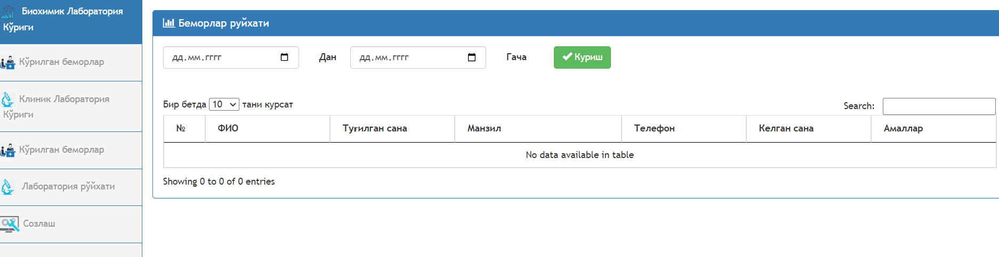 Биохимик Лаборатория
Кўриги
Кўрилган беморлар
Клиник Лаборатория
Кўриги
Кўрилган беморлар
Лаборатория рўйхати
Созлаш
Беморлар руйхати
дд.мм.гггг Дан дд.мм.гггг Гача Куриш
Бир бетда 10 тани курсат Search:
№ ФИО Туғилган сана Манзил Телефон Келган сана Амаллар
No data available in table
Showing 0 to 0 of 0 entries